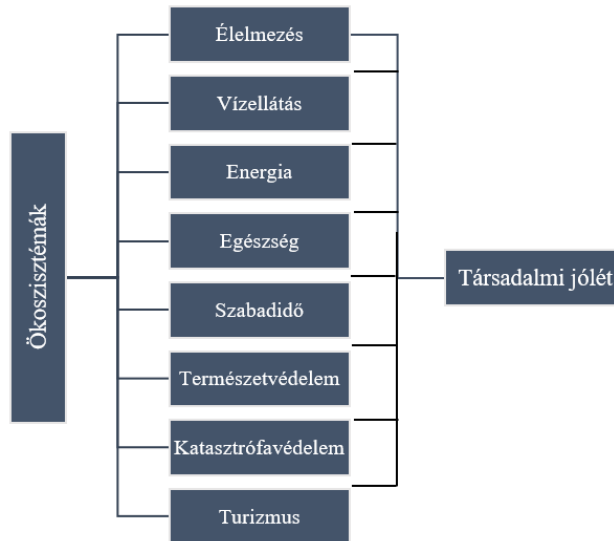 Ökoszisztémák
Élelmezés
Vízellátás
Energia
Egészség
Szabadidő
Természetvédelem
Katasztrófavédelem
Turizmus
Társadalmi jólét